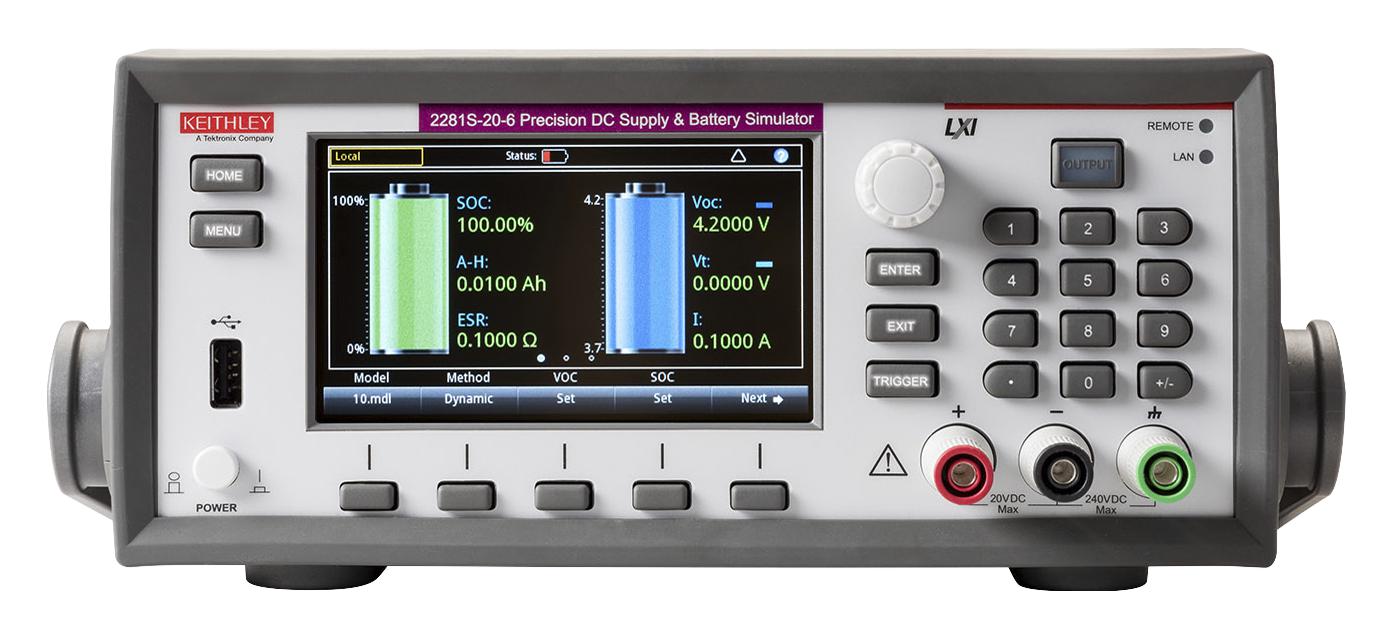 KEITHLEY
A Tektronix Company
2281S-20-6 Precision DC Supply & Battery Simulator
LXI
REMOTE
LAN
HOME
MENU
Local
Status:
?
100%
0%
SOC:
100.00%
A-H:
0.0100 Ah
ESR:
0.1000 Ω
4.2
3.7
Voc:
4.2000 V
Vt:
0.0000 V
I:
0.1000 A
Model
Method
VOC
SOC
10.mdl
Dynamic
Set
Set
Next
OUTPUT
ENTER
EXIT
TRIGGER
1 2 3
4 5 6
7 8 9
. 0 +/-
+ −
20VDC
Max
240VDC
Max
POWER